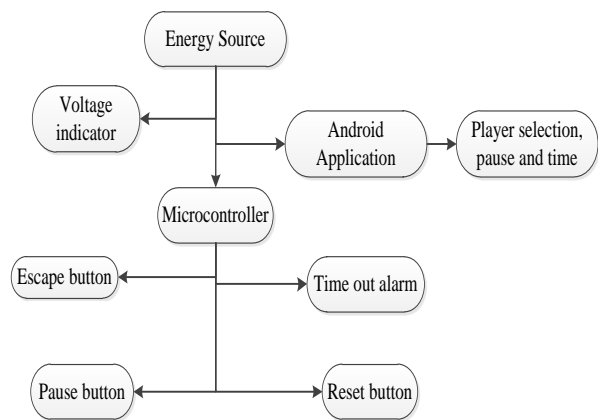 Energy Source
Voltage
indicator
Android
Application
Player selection,
pause and time
Microcontroller
Escape button
Time out alarm
Pause button
Reset button